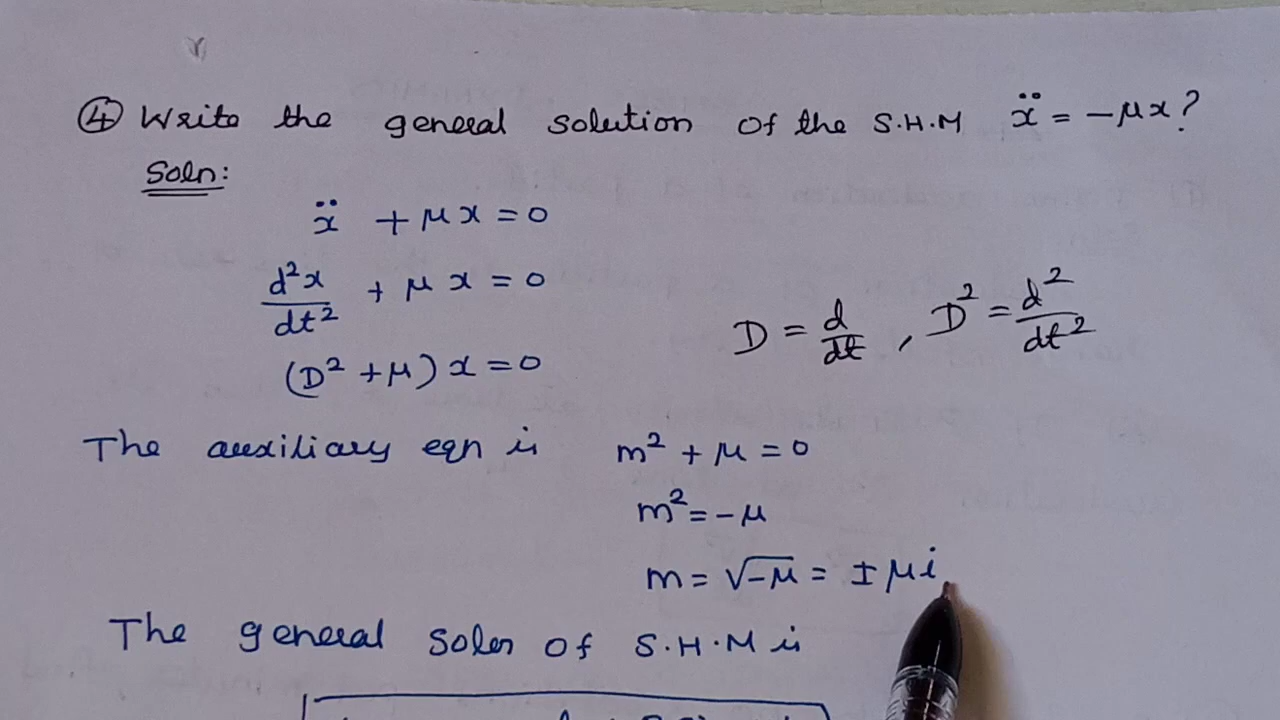 ④ Write the general solution of the S.H.M ẍ = -μx?
Soln:
ẍ + μx = 0
d²x/dt² + μx = 0
D = d/dt , D² = d²/dt²
(D² + μ) x = 0
The auxiliary eqn is m² + μ = 0
m² = -μ
m = √-μ = ± μi
The general soln of S.H.M is